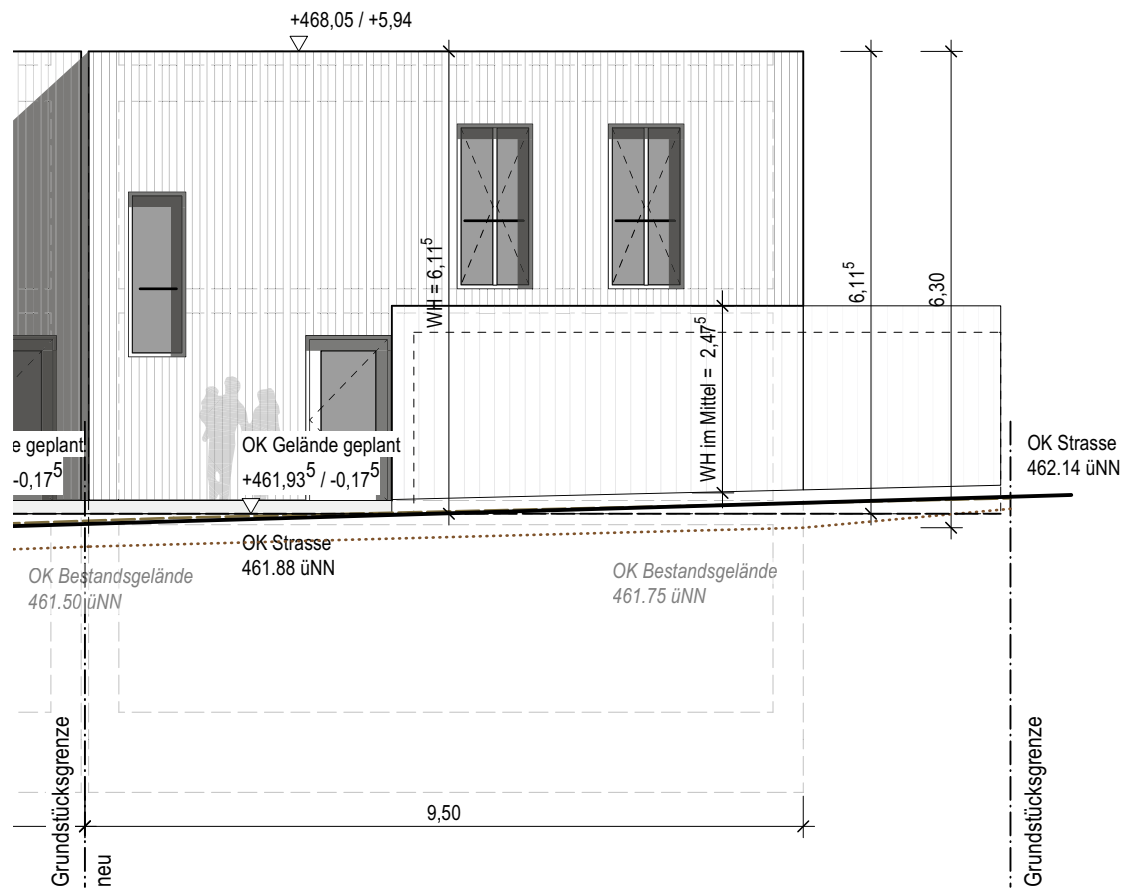 +468,05 / +5,94
WH = 6,11⁵
6,11⁵
6,30
WH im Mittel = 2,47⁵
e geplant
-0,17⁵
OK Gelände geplant
+461,93⁵ / -0,17⁵
OK Strasse
462.14 üNN
OK Strasse
461.88 üNN
OK Bestandsgelände
461.50 üNN
OK Bestandsgelände
461.75 üNN
9,50
Grundstücksgrenze
neu
Grundstücksgrenze